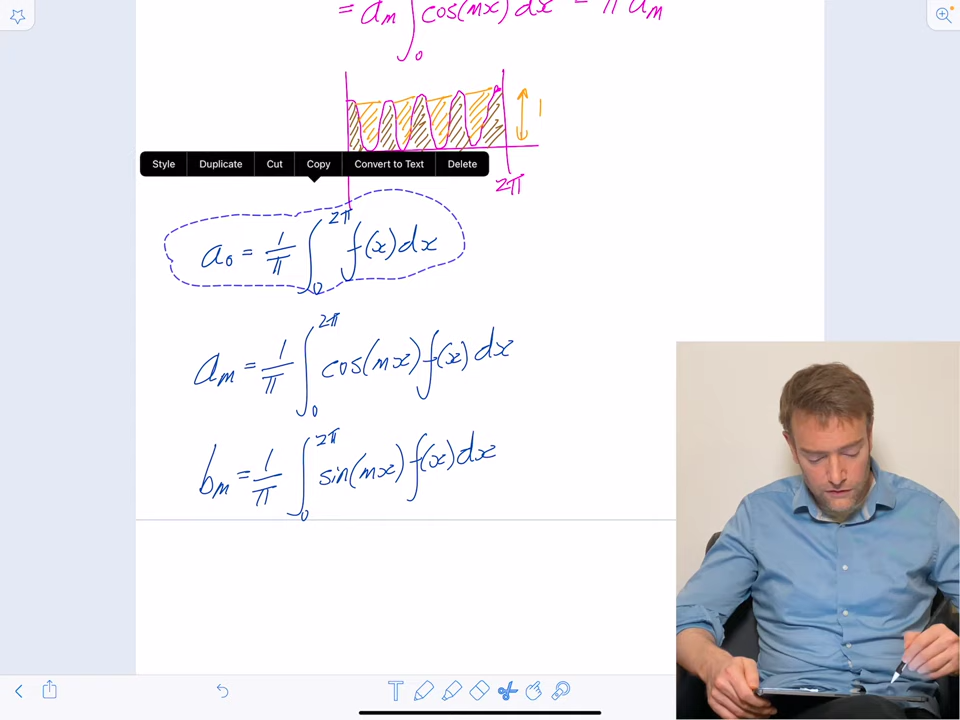 = a_m ∫_0 cos(mx) dx = π a_m
1
2π
Style Duplicate Cut Copy Convert to Text Delete
a_0 = 1/π ∫_0^{2π} f(x) dx
a_m = 1/π ∫_0^{2π} cos(mx) f(x) dx
b_m = 1/π ∫_0^{2π} sin(mx) f(x) dx